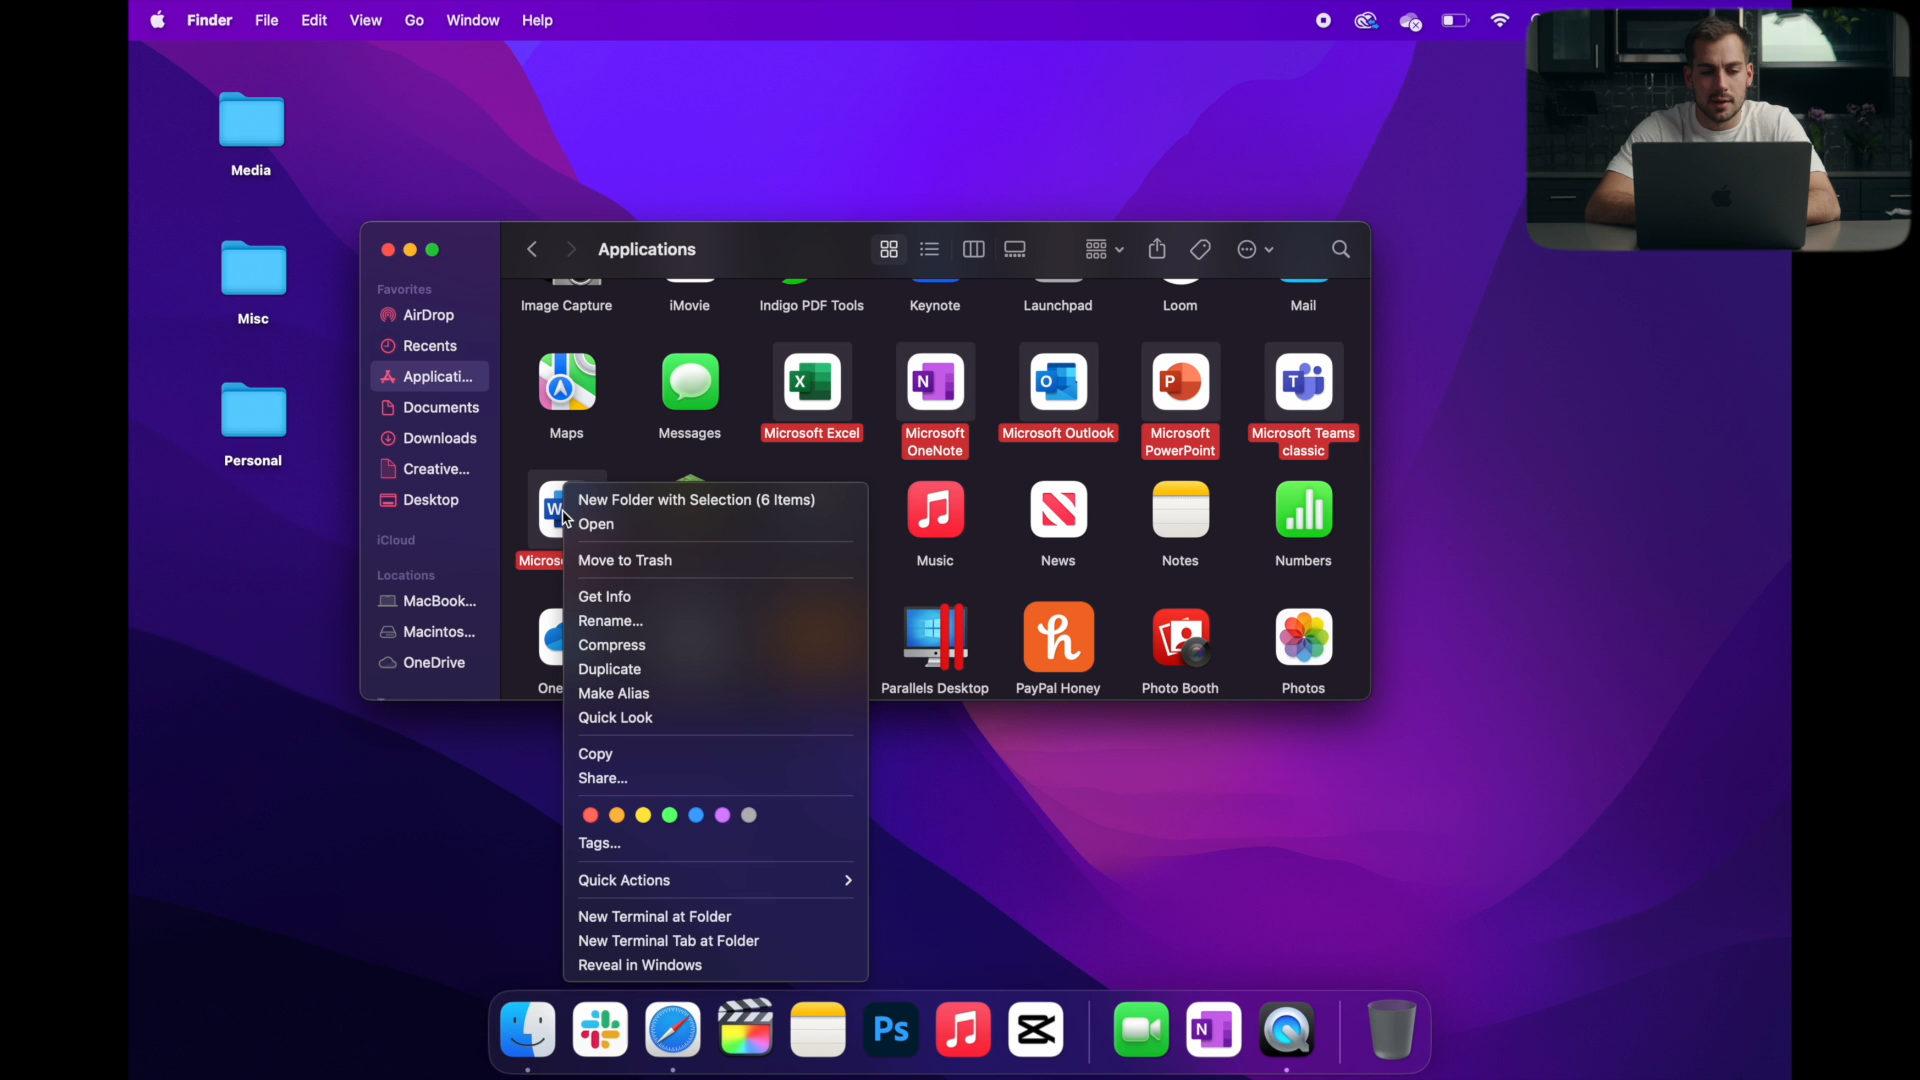 Finder File Edit View Go Window Help
Media
Misc
Personal
Applications
Favorites
AirDrop
Recents
Applicati...
Documents
Downloads
Creative...
Desktop
iCloud
Locations
MacBook...
Macintos...
OneDrive
Image Capture iMovie Indigo PDF Tools Keynote Launchpad Loom Mail
Maps Messages Microsoft Excel Microsoft OneNote Microsoft Outlook Microsoft PowerPoint Microsoft Teams classic
Music News Notes Numbers
Parallels Desktop PayPal Honey Photo Booth Photos
New Folder with Selection (6 Items)
Open
Move to Trash
Get Info
Rename...
Compress
Duplicate
Make Alias
Quick Look
Copy
Share...
Tags...
Quick Actions
New Terminal at Folder
New Terminal Tab at Folder
Reveal in Windows
Ps
N